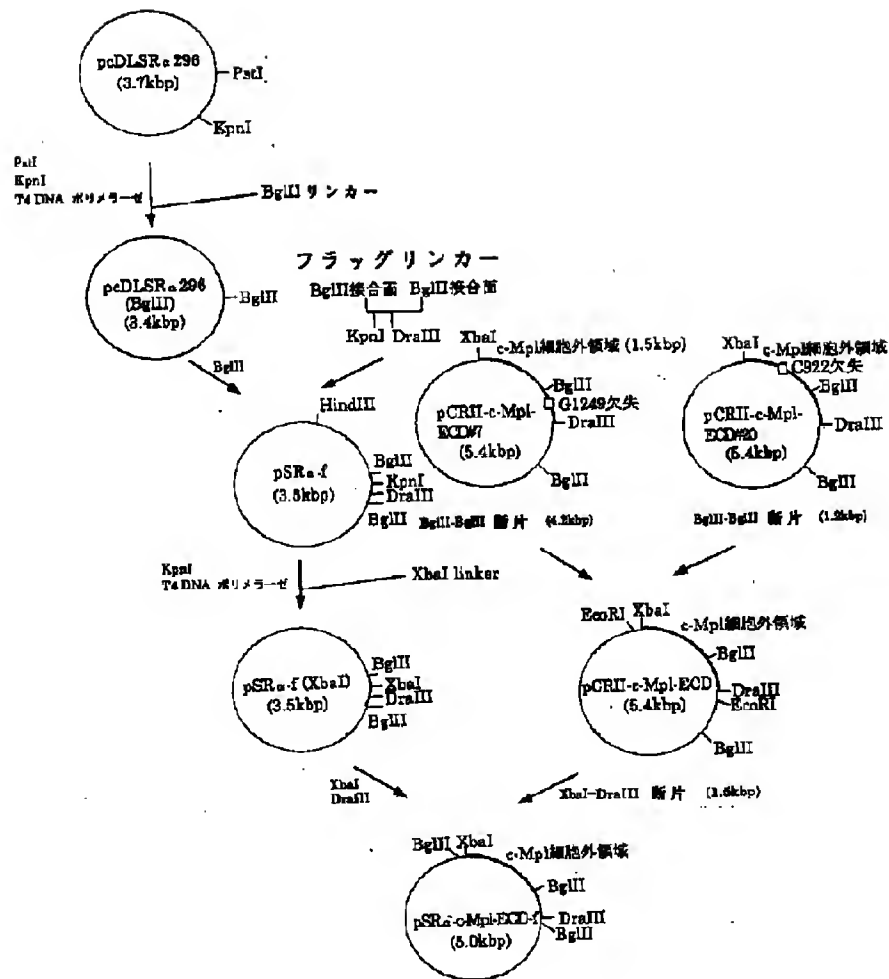 pcDLSRα296
(3.7kbp)
PstI
KpnI
PstI
KpnI
T4 DNA ポリメラーゼ
BglII リンカー
pcDLSRα296
(BglII)
(3.4kbp)
BglII
BglII
フラッグリンカー
BglII接合面 BglII接合面
KpnI DraIII
HindIII
pSRα-f
(3.5kbp)
BglII
KpnI
DraIII
BglII
XbaI
c-Mpl細胞外領域 (1.5kbp)
BglII
G1249欠失
DraIII
pCRII-c-Mpl-
ECD#7
(5.4kbp)
BglII
BglII-BglII 断片 (4.2kbp)
XbaI
c-Mpl細胞外領域
C922欠失
BglII
pCRII-c-Mpl-
ECD#20
(5.4kbp)
DraIII
BglII
BglII-BglII 断片 (1.2kbp)
KpnI
T4 DNA ポリメラーゼ
XbaI linker
pSRα-f (XbaI)
(3.5kbp)
BglII
XbaI
DraIII
BglII
EcoRI
XbaI
c-Mpl細胞外領域
BglII
pCRII-c-Mpl-ECD
(5.4kbp)
DraIII
EcoRI
BglII
XbaI
DraIII
XbaI-DraIII 断片
BglII XbaI
c-Mpl細胞外領域
BglII
pSRα-c-Mpl-ECD-f
(5.0kbp)
DraIII
BglII